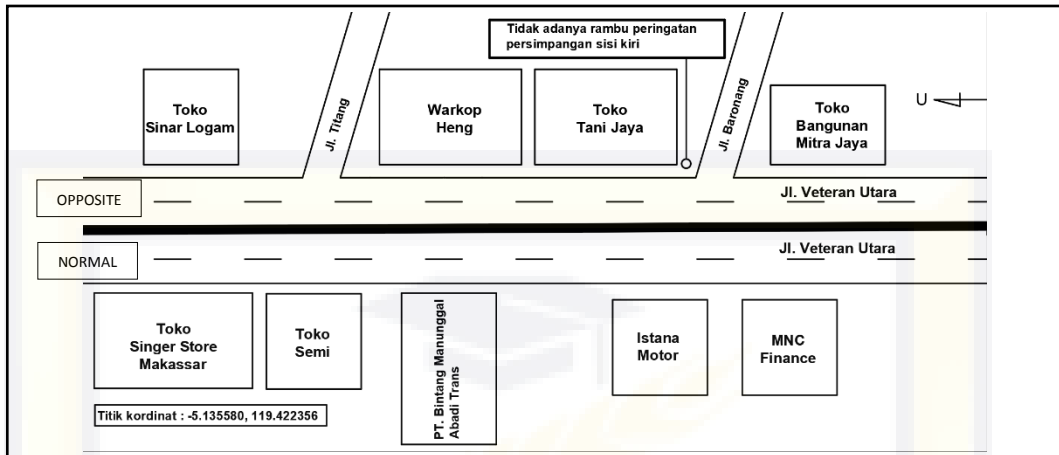 Tidak adanya rambu peringatan
persimpangan sisi kiri
Toko
Sinar Logam
Jl. Titang
Warkop
Heng
Toko
Tani Jaya
Jl. Baronang
Toko
Bangunan
Mitra Jaya
U
OPPOSITE
Jl. Veteran Utara
NORMAL
Jl. Veteran Utara
Toko
Singer Store
Makassar
Toko
Semi
PT. Bintang Manunggal
Abadi Trans
Istana
Motor
MNC
Finance
Titik kordinat : -5.135580, 119.422356